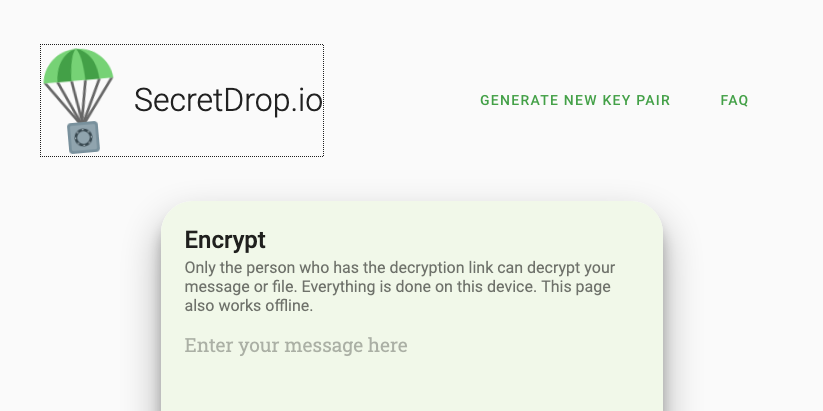 SecretDrop.io
GENERATE NEW KEY PAIR
FAQ
Encrypt
Only the person who has the decryption link can decrypt your
message or file. Everything is done on this device. This page
also works offline.
Enter your message here